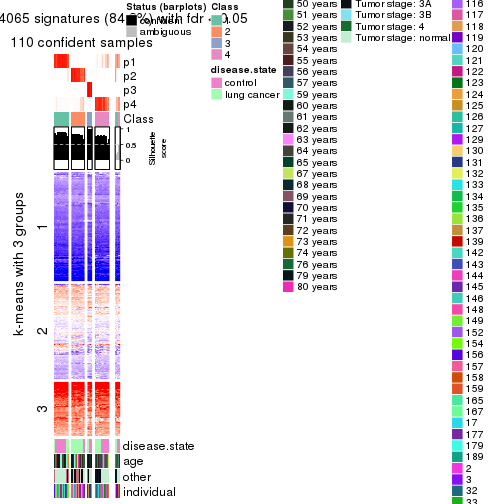 4065 signatures (84. %) with fdr < 0.05
110 confident samples
p1
p2
p3
p4
Class
1
0.5
0
Silhouette
score
k-means with 3 groups
1
2
3
disease.state
age
other
individual
Status (barplots)
confident
ambiguous
Class
1
2
3
4
disease.state
control
lung cancer
50 years
51 years
52 years
53 years
54 years
55 years
56 years
57 years
59 years
60 years
61 years
62 years
63 years
64 years
65 years
67 years
68 years
69 years
70 years
71 years
72 years
73 years
74 years
76 years
79 years
80 years
Tumor stage: 3A
Tumor stage: 3B
Tumor stage: 4
Tumor stage: normal
116
117
118
119
120
121
122
123
124
125
126
127
129
130
131
132
133
134
135
136
137
139
142
143
144
145
146
148
149
152
154
156
157
158
159
165
167
17
177
179
189
2
3
32
33